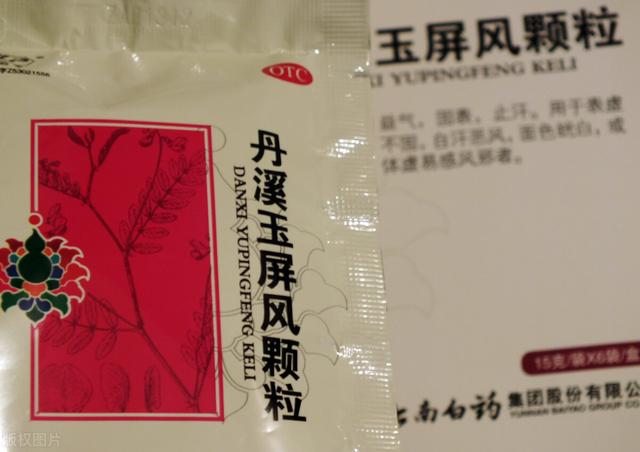 Z53021556
OTC
丹溪玉屏风颗粒
DANXI YUPINGFENG KELI
玉屏风颗粒
XI YUPINGFENG KELI
益气，固表，止汗。用于表虚
不固，自汗恶风，面色㿠白，或
体虚易感风邪者。
15克/袋X6袋/盒
云南白药 集团股份有限公
YUNNAN BAIYAO GROUP CO
版权图片